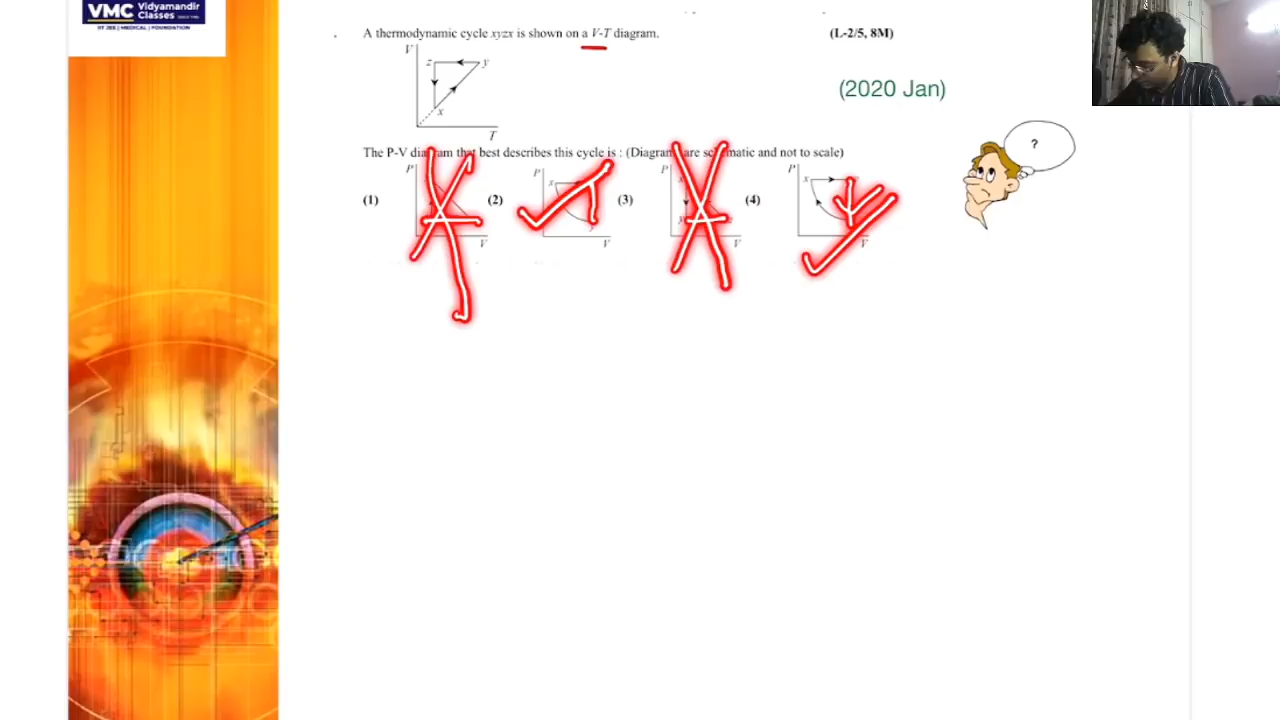 VMC Vidyamandir Classes SINCE 1986
IIT JEE | MEDICAL | FOUNDATION
A thermodynamic cycle xyzx is shown on a V-T diagram. (L-2/5, 8M)
V
z y
x
T
(2020 Jan)
The P-V diagram that best describes this cycle is : (Diagrams are schematic and not to scale)
?
P P P P
x x
(1) (2) (3) (4)
V V V V